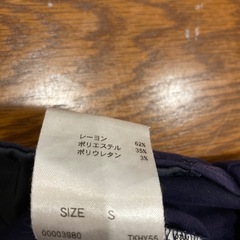 レーヨン 62%
ポリエステル 35%
ポリウレタン 3%
SIZE S
00003980 TKHY55